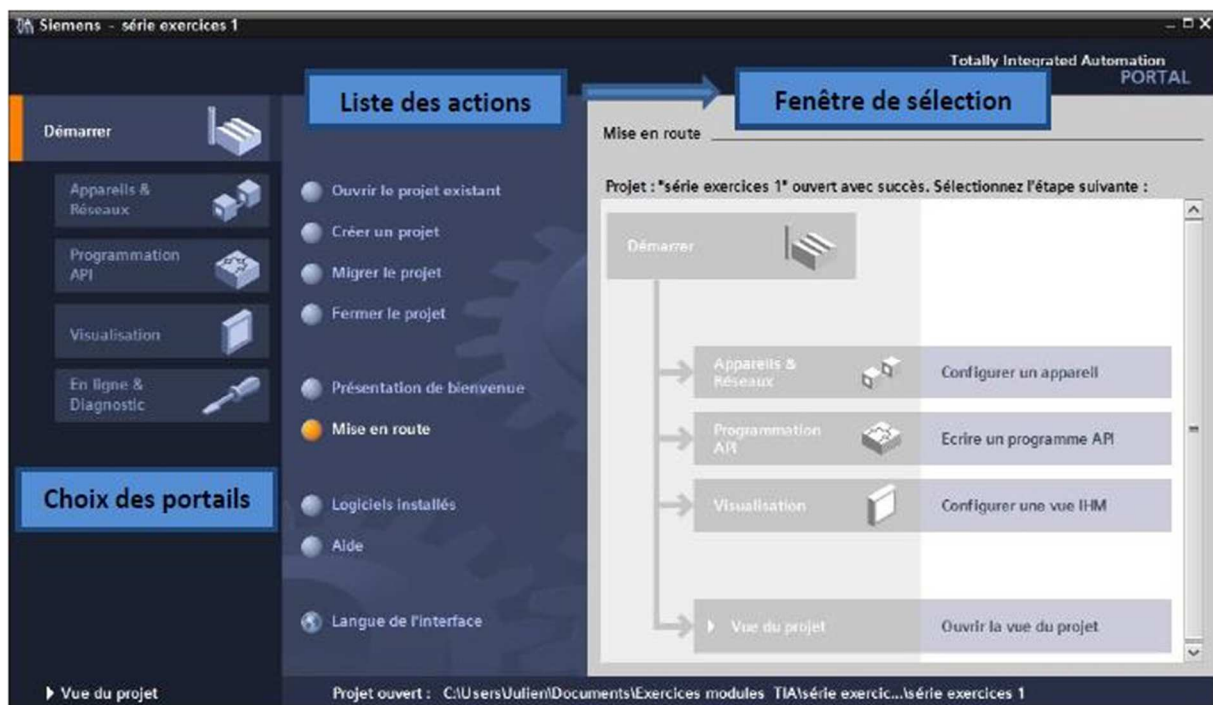 Siemens - série exercices 1
Totally Integrated Automation
PORTAL
Liste des actions
Fenêtre de sélection
Démarrer
Appareils &
Réseaux
Programmation
API
Visualisation
En ligne &
Diagnostic
Choix des portails
Vue du projet
Ouvrir le projet existant
Créer un projet
Migrer le projet
Fermer le projet
Présentation de bienvenue
Mise en route
Logiciels installés
Aide
Langue de l'interface
Mise en route
Projet : "série exercices 1" ouvert avec succès. Sélectionnez l'étape suivante :
Démarrer
Appareils &
Réseaux
Configurer un appareil
Programmation
API
Ecrire un programme API
Visualisation
Configurer une vue IHM
Vue du projet
Ouvrir la vue du projet
Projet ouvert : C:\Users\Julien\Documents\Exercices modules TIA\série exercic...\série exercices 1